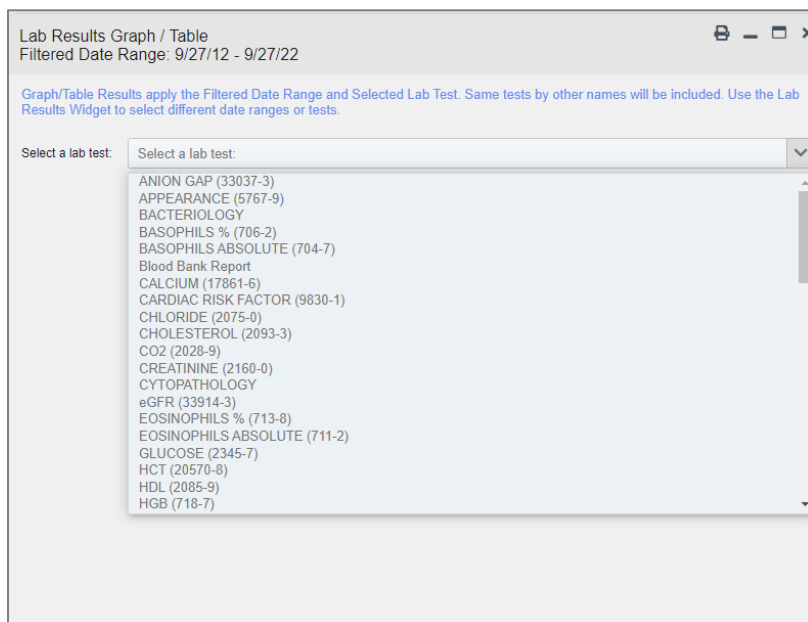 Lab Results Graph / Table
Filtered Date Range: 9/27/12 - 9/27/22
Graph/Table Results apply the Filtered Date Range and Selected Lab Test. Same tests by other names will be included. Use the Lab
Results Widget to select different date ranges or tests.
Select a lab test: Select a lab test:
ANION GAP (33037-3)
APPEARANCE (5767-9)
BACTERIOLOGY
BASOPHILS % (706-2)
BASOPHILS ABSOLUTE (704-7)
Blood Bank Report
CALCIUM (17861-6)
CARDIAC RISK FACTOR (9830-1)
CHLORIDE (2075-0)
CHOLESTEROL (2093-3)
CO2 (2028-9)
CREATININE (2160-0)
CYTOPATHOLOGY
eGFR (33914-3)
EOSINOPHILS % (713-8)
EOSINOPHILS ABSOLUTE (711-2)
GLUCOSE (2345-7)
HCT (20570-8)
HDL (2085-9)
HGB (718-7)